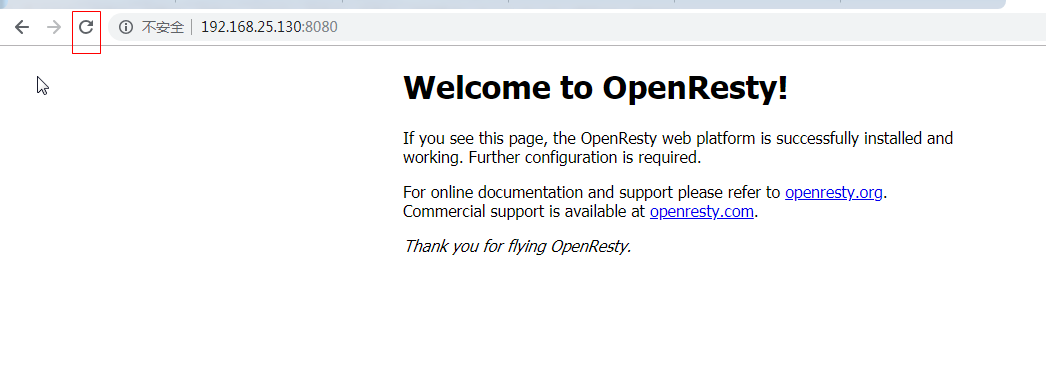 不安全 192.168.25.130:8080
Welcome to OpenResty!
If you see this page, the OpenResty web platform is successfully installed and
working. Further configuration is required.
For online documentation and support please refer to openresty.org.
Commercial support is available at openresty.com.
Thank you for flying OpenResty.